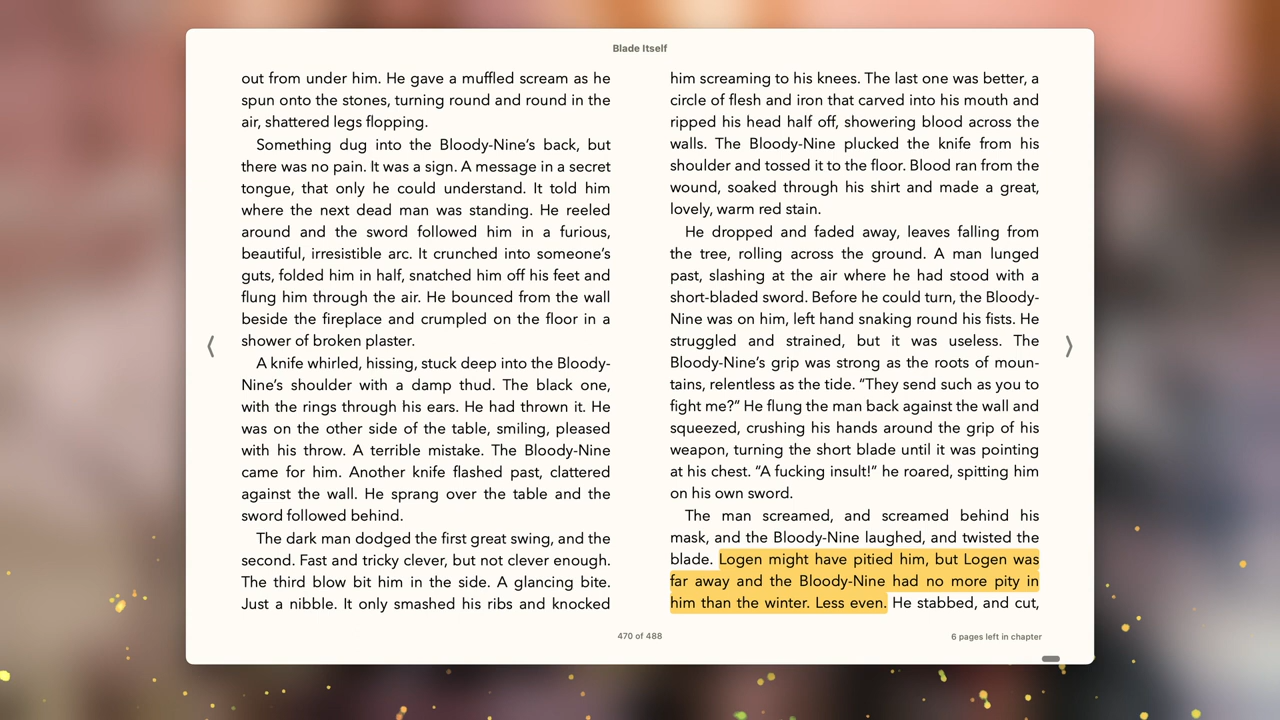 Blade Itself
out from under him. He gave a muffled scream as he
spun onto the stones, turning round and round in the
air, shattered legs flopping.
Something dug into the Bloody-Nine’s back, but
there was no pain. It was a sign. A message in a secret
tongue, that only he could understand. It told him
where the next dead man was standing. He reeled
around and the sword followed him in a furious,
beautiful, irresistible arc. It crunched into someone’s
guts, folded him in half, snatched him off his feet and
flung him through the air. He bounced from the wall
beside the fireplace and crumpled on the floor in a
shower of broken plaster.
A knife whirled, hissing, stuck deep into the Bloody-
Nine’s shoulder with a damp thud. The black one,
with the rings through his ears. He had thrown it. He
was on the other side of the table, smiling, pleased
with his throw. A terrible mistake. The Bloody-Nine
came for him. Another knife flashed past, clattered
against the wall. He sprang over the table and the
sword followed behind.
The dark man dodged the first great swing, and the
second. Fast and tricky clever, but not clever enough.
The third blow bit him in the side. A glancing bite.
Just a nibble. It only smashed his ribs and knocked
him screaming to his knees. The last one was better, a
circle of flesh and iron that carved into his mouth and
ripped his head half off, showering blood across the
walls. The Bloody-Nine plucked the knife from his
shoulder and tossed it to the floor. Blood ran from the
wound, soaked through his shirt and made a great,
lovely, warm red stain.
He dropped and faded away, leaves falling from
the tree, rolling across the ground. A man lunged
past, slashing at the air where he had stood with a
short-bladed sword. Before he could turn, the Bloody-
Nine was on him, left hand snaking round his fists. He
struggled and strained, but it was useless. The
Bloody-Nine’s grip was strong as the roots of moun-
tains, relentless as the tide. “They send such as you to
fight me?” He flung the man back against the wall and
squeezed, crushing his hands around the grip of his
weapon, turning the short blade until it was pointing
at his chest. “A fucking insult!” he roared, spitting him
on his own sword.
The man screamed, and screamed behind his
mask, and the Bloody-Nine laughed, and twisted the
blade. Logen might have pitied him, but Logen was
far away and the Bloody-Nine had no more pity in
him than the winter. Less even. He stabbed, and cut,
470 of 488
6 pages left in chapter